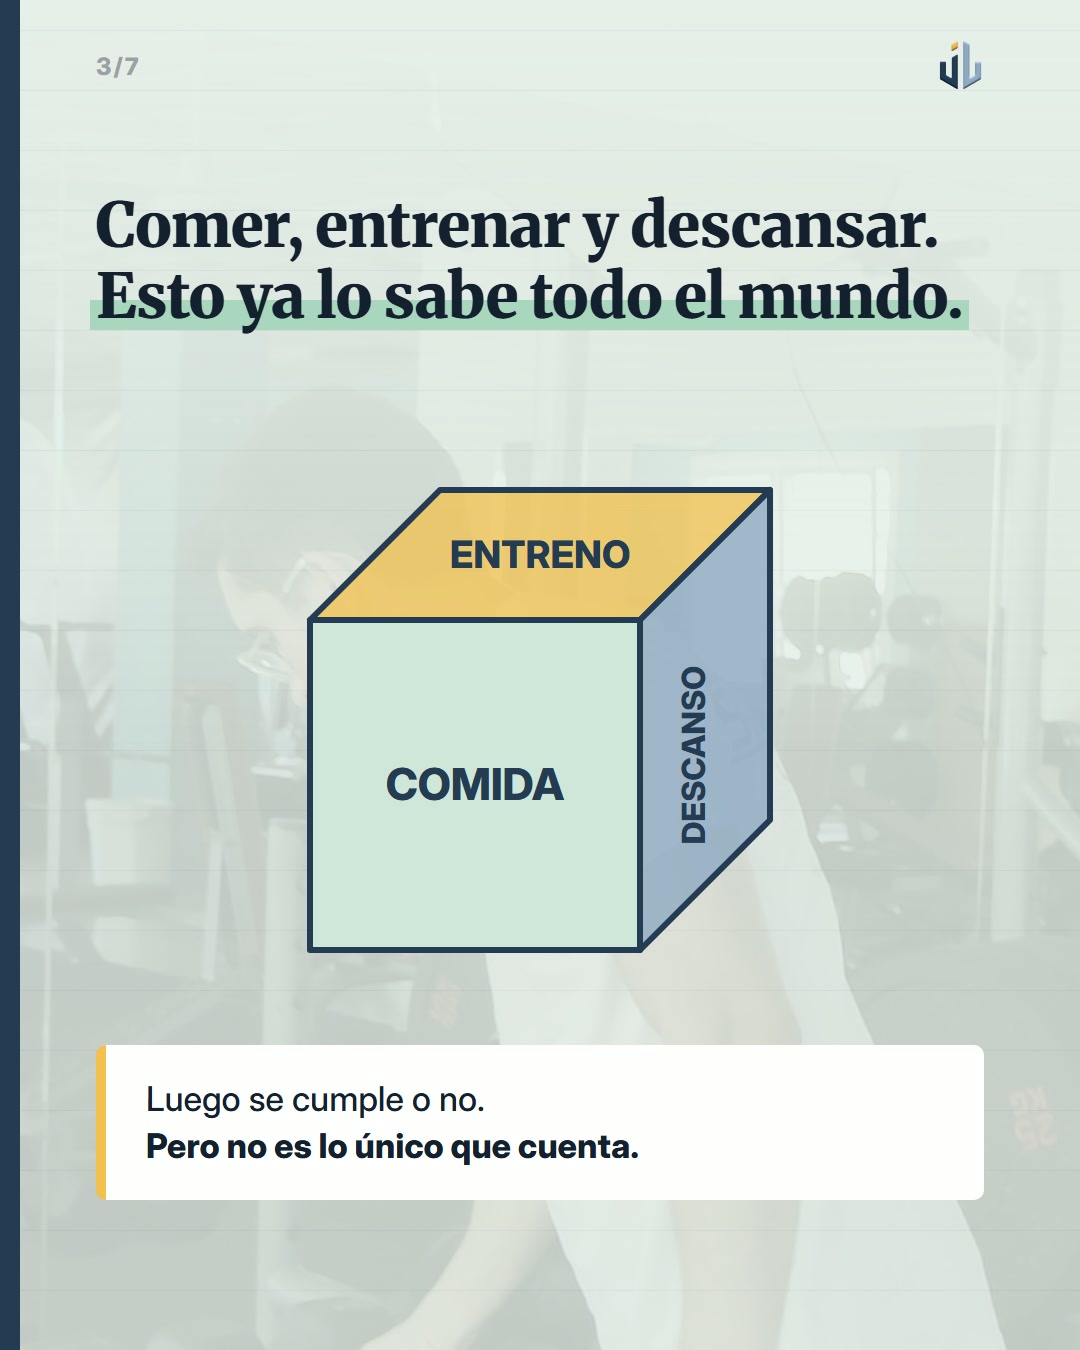 3/7
Comer, entrenar y descansar.
Esto ya lo sabe todo el mundo.
ENTRENO
COMIDA
DESCANSO
Luego se cumple o no.
Pero no es lo único que cuenta.